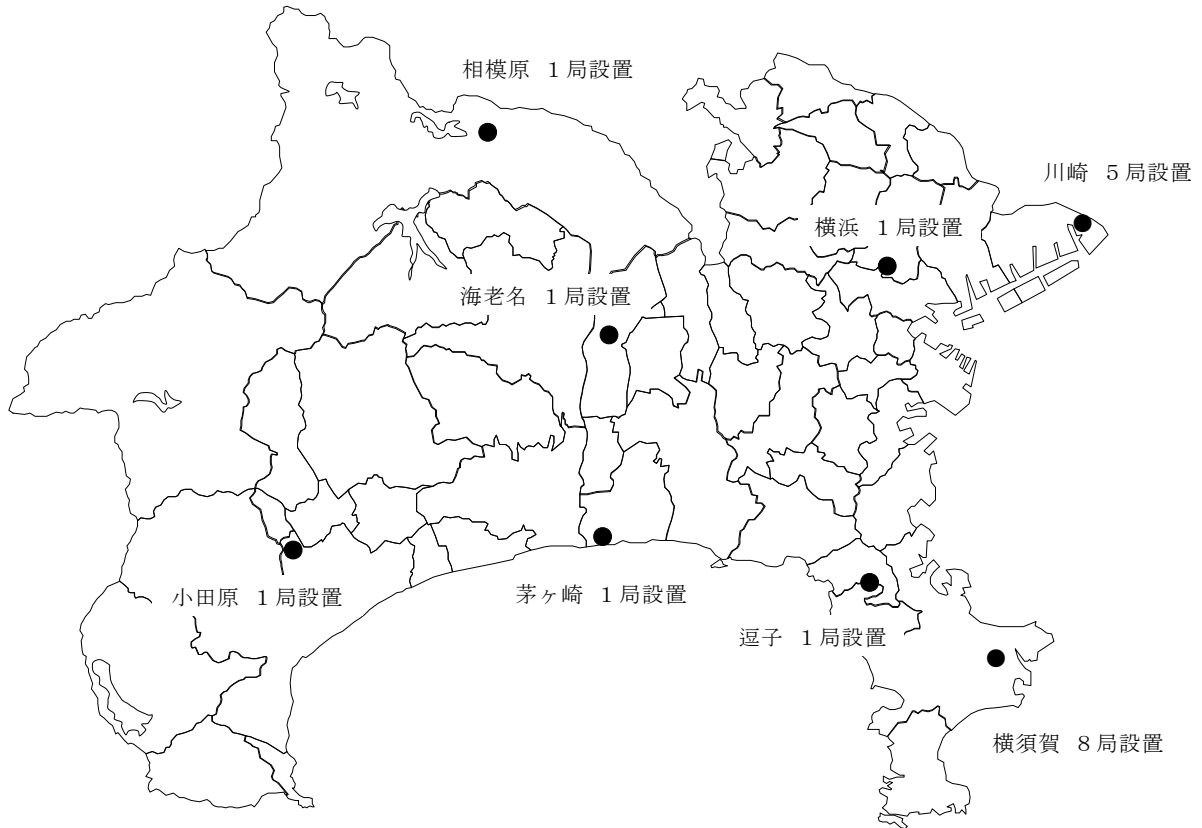 相模原 1局設置
川崎 5局設置
横浜 1局設置
海老名 1局設置
小田原 1局設置
茅ヶ崎 1局設置
逗子 1局設置
横須賀 8局設置